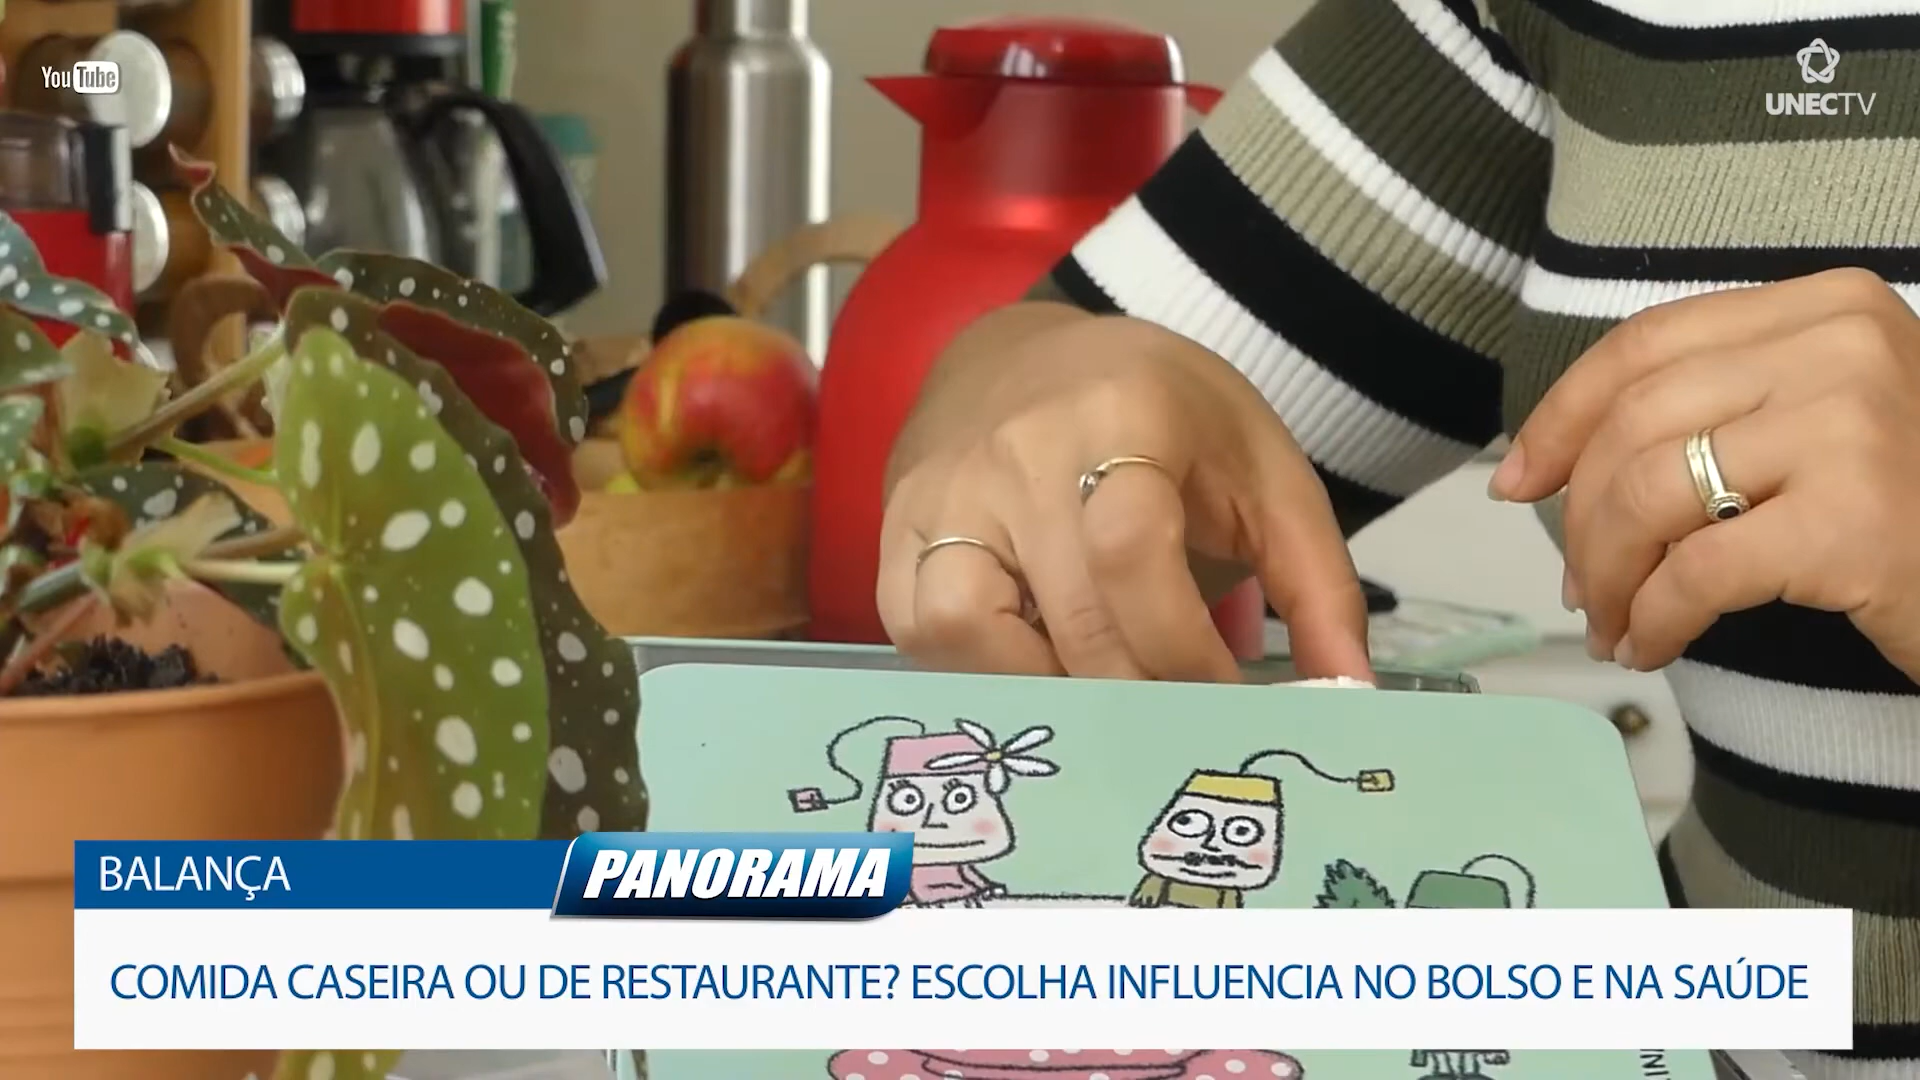 YouTube
UNECTV
BALANÇA
PANORAMA
COMIDA CASEIRA OU DE RESTAURANTE? ESCOLHA INFLUENCIA NO BOLSO E NA SAÚDE